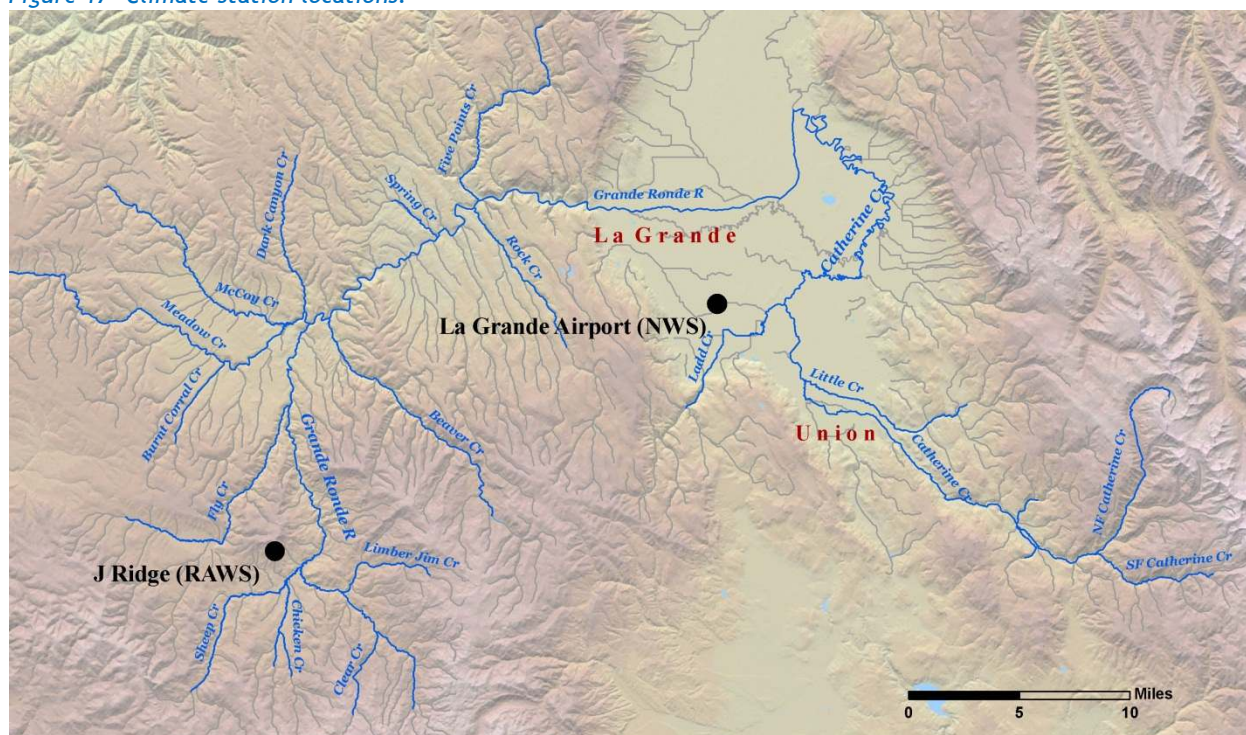 Figure 47 Climate station locations.
Five Points Cr
Dark Canyon Cr
Spring Cr
Grande Ronde R
La Grande
Rock Cr
Catherine Cr
McCoy Cr
Meadow Cr
La Grande Airport (NWS)
Ladd Cr
Burnt Corral Cr
Little Cr
Union
Beaver Cr
Grande Ronde R
Catherine Cr
Fly Cr
NF Catherine Cr
Limber Jim Cr
J Ridge (RAWS)
SF Catherine Cr
Sheep Cr
Chicken Cr
Clear Cr
Miles
0 5 10